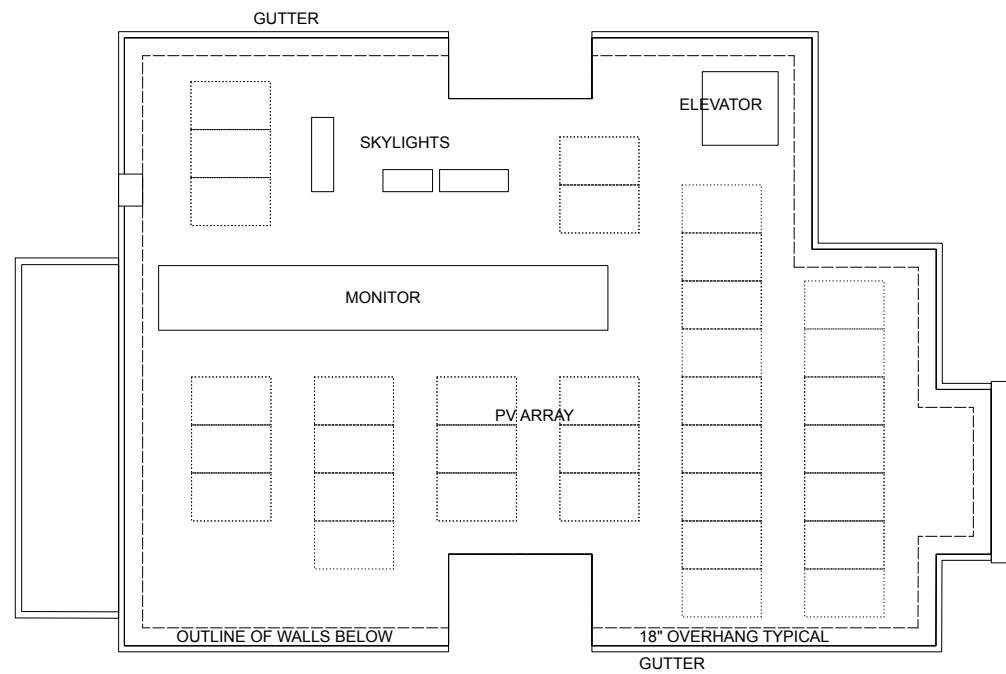 GUTTER
ELEVATOR
SKYLIGHTS
MONITOR
PV ARRAY
OUTLINE OF WALLS BELOW
18" OVERHANG TYPICAL
GUTTER